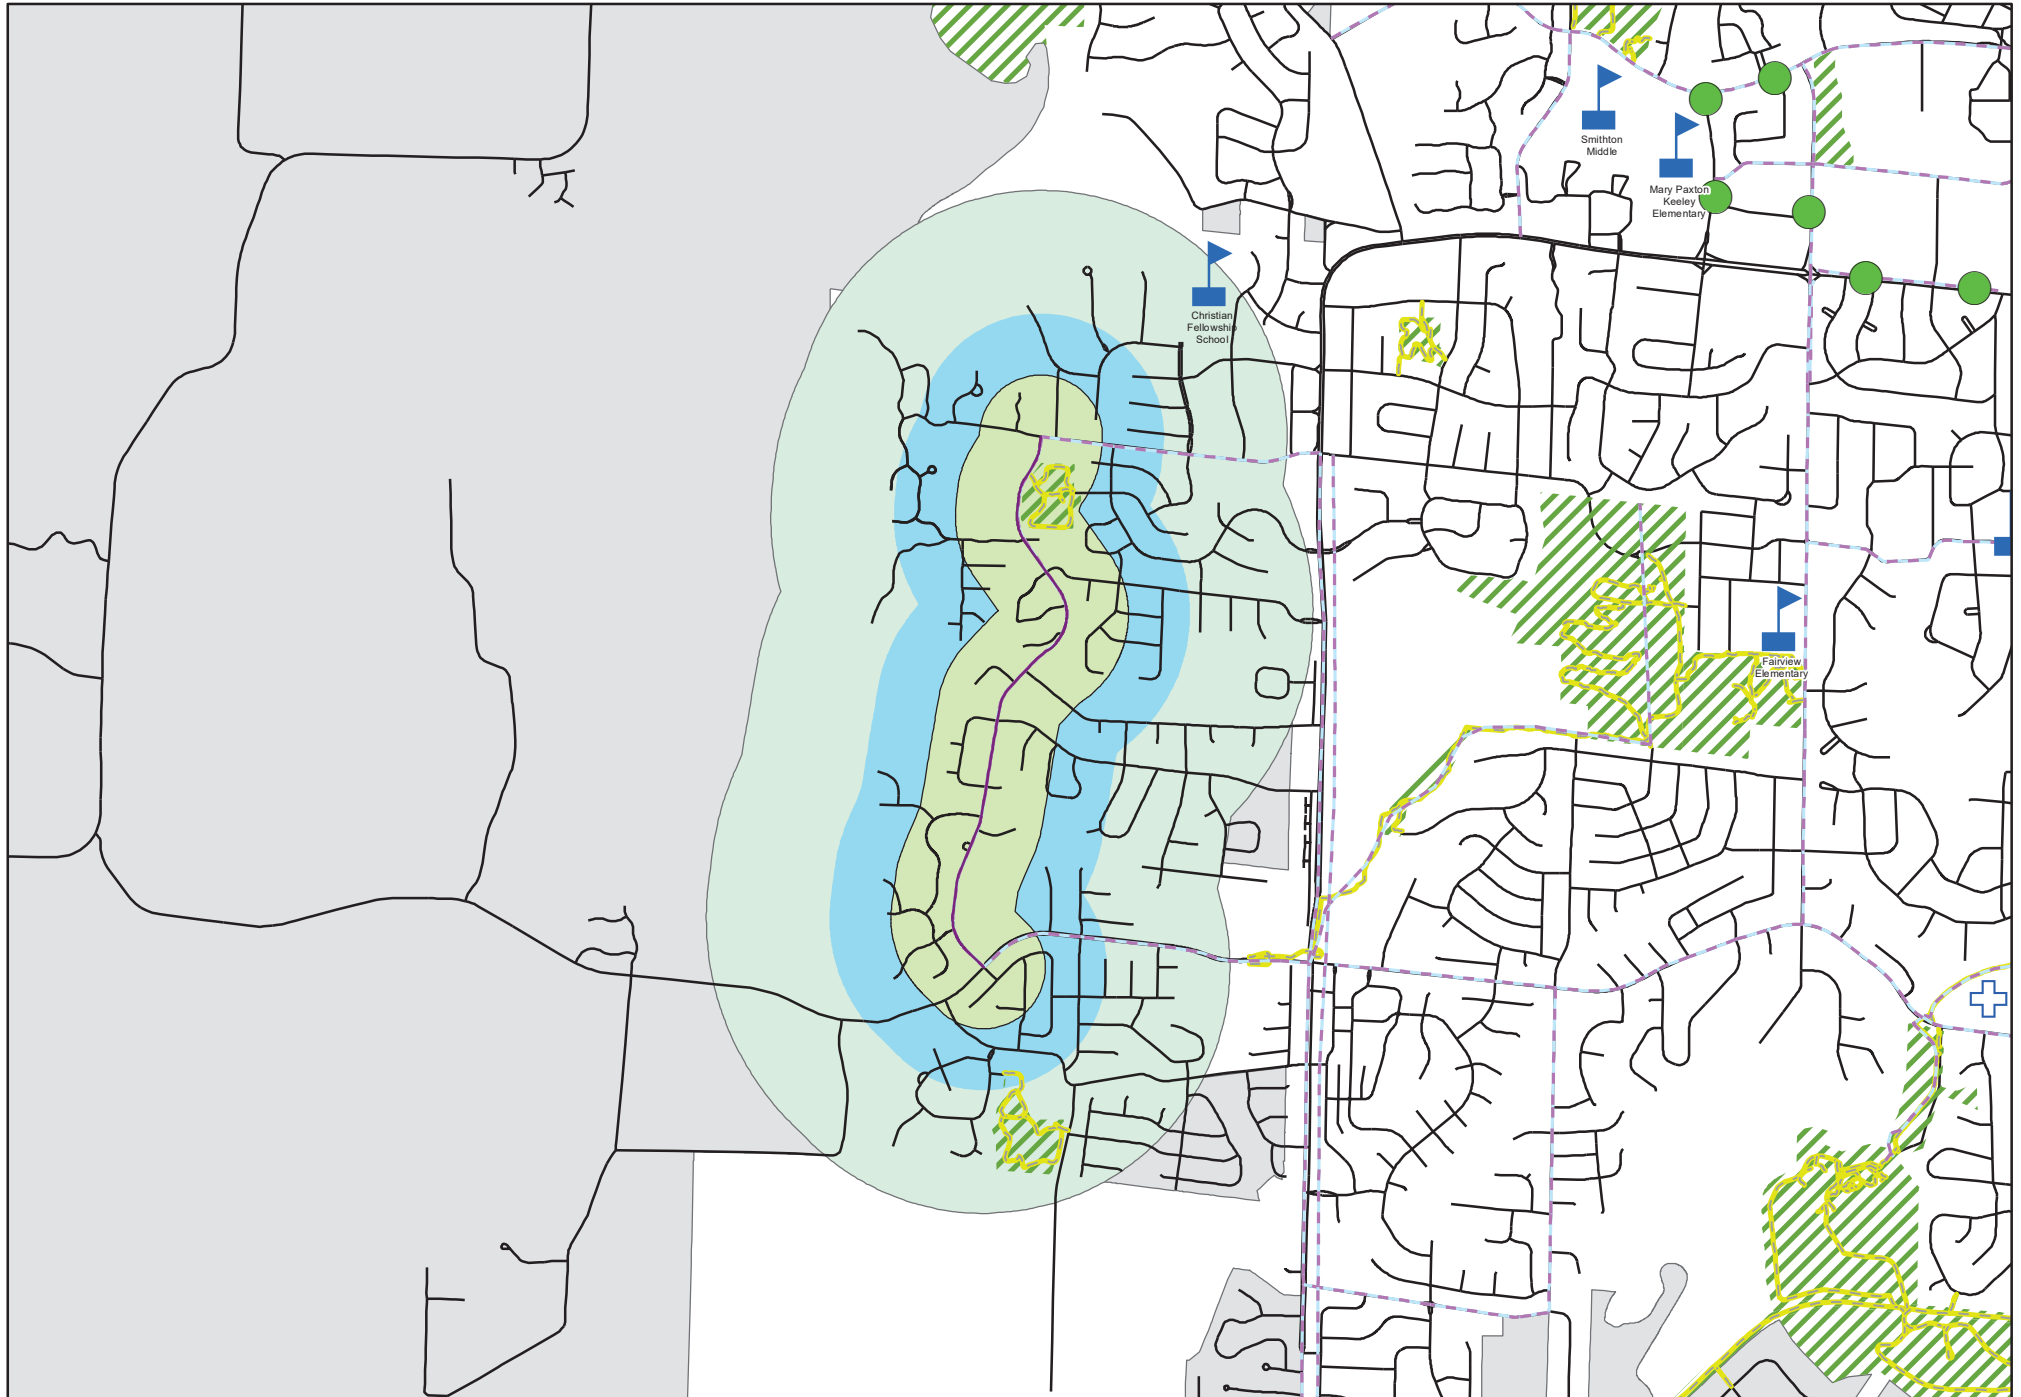 Smithton
Middle
Mary Paxton
Keeley
Elementary
Christian
Fellowship
School
Fairview
Elementary